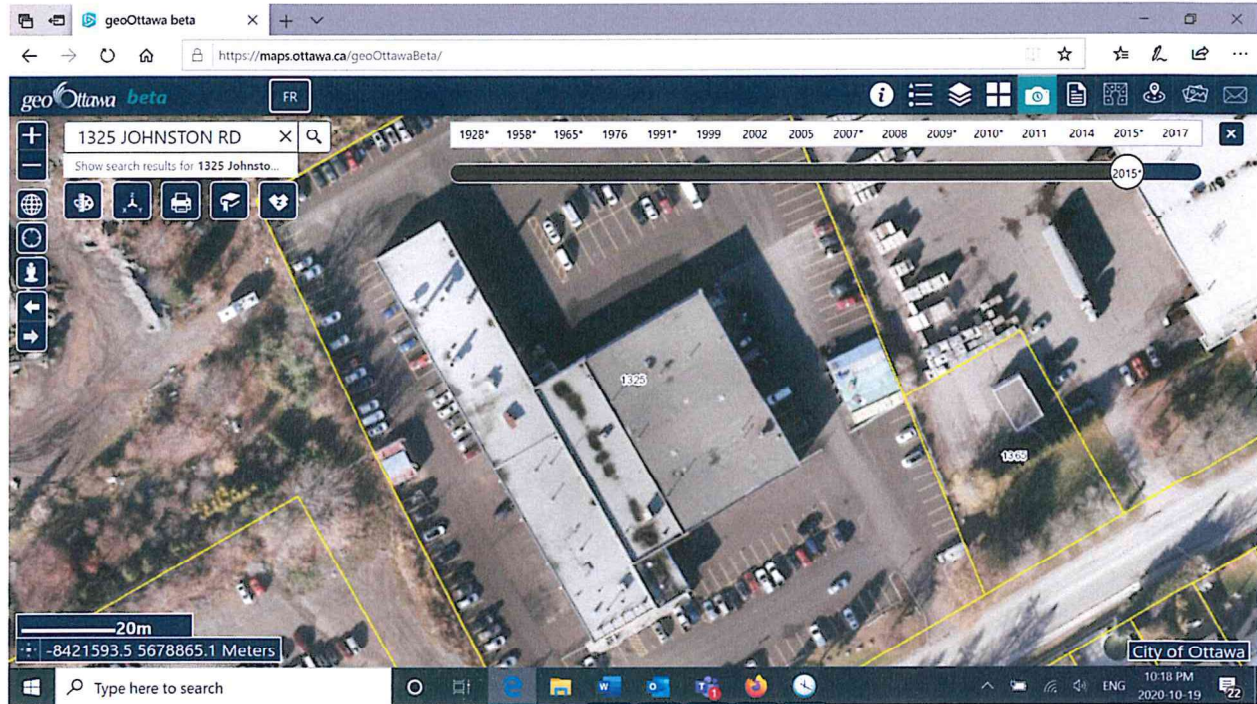 geoOttawa beta
https://maps.ottawa.ca/geoOttawaBeta/
geoOttawa beta
FR
1325 JOHNSTON RD
Show search results for 1325 Johnsto...
1928* 1958* 1965* 1976 1991* 1999 2002 2005 2007* 2008 2009* 2010* 2011 2014 2015* 2017
2015*
1325
1365
20m
-8421593.5 5678865.1 Meters
City of Ottawa
Type here to search
ENG
10:18 PM
2020-10-19
22
1